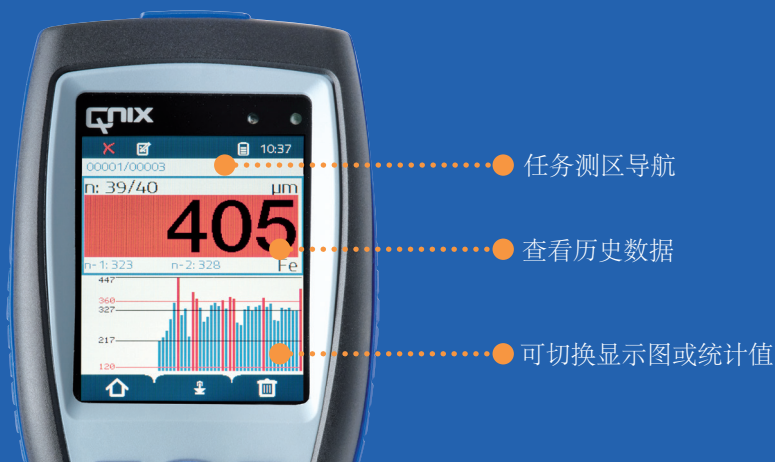 QNIX
10:37
00001/00003
任务测区导航
n: 39/40
µm
405
查看历史数据
n-1: 323
n-2: 328
Fe
447
360
327
217
可切换显示图或统计值
120